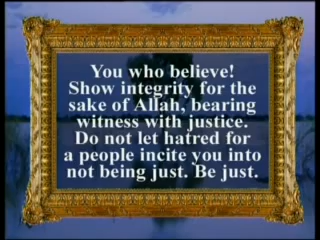 You who believe!
Show integrity for the
sake of Allah, bearing
witness with justice.
Do not let hatred for
a people incite you into
not being just. Be just.